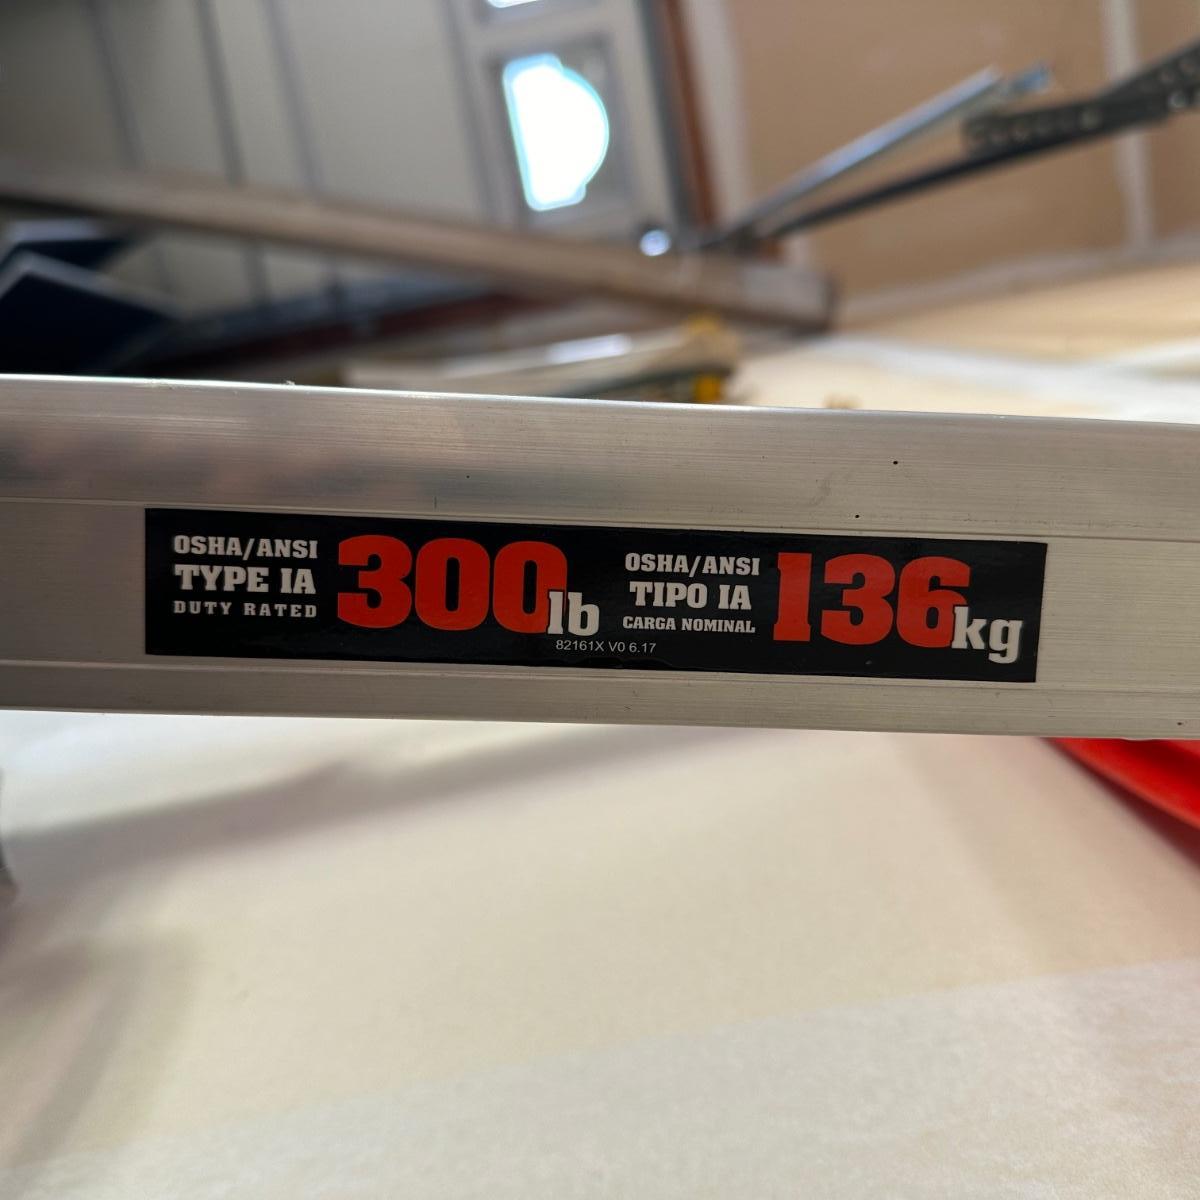 OSHA/ANSI
TYPE IA
DUTY RATED
300lb
OSHA/ANSI
TIPO IA
CARGA NOMINAL
136kg
82161X V0 6.17